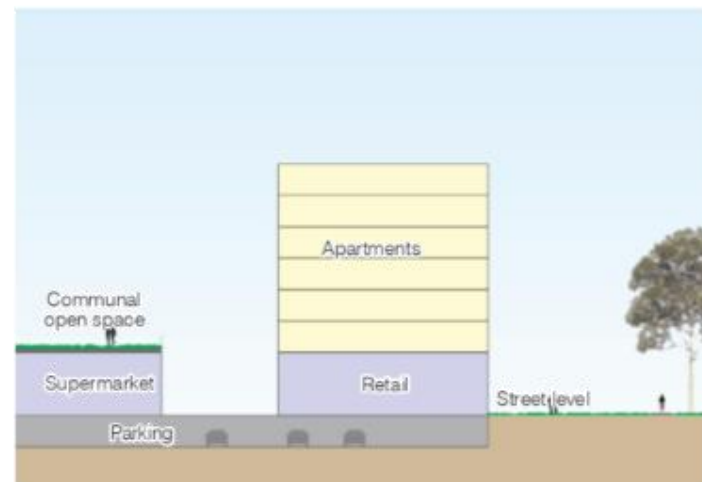 Apartments
Communal
open space
Supermarket
Retail
Street level
Parking